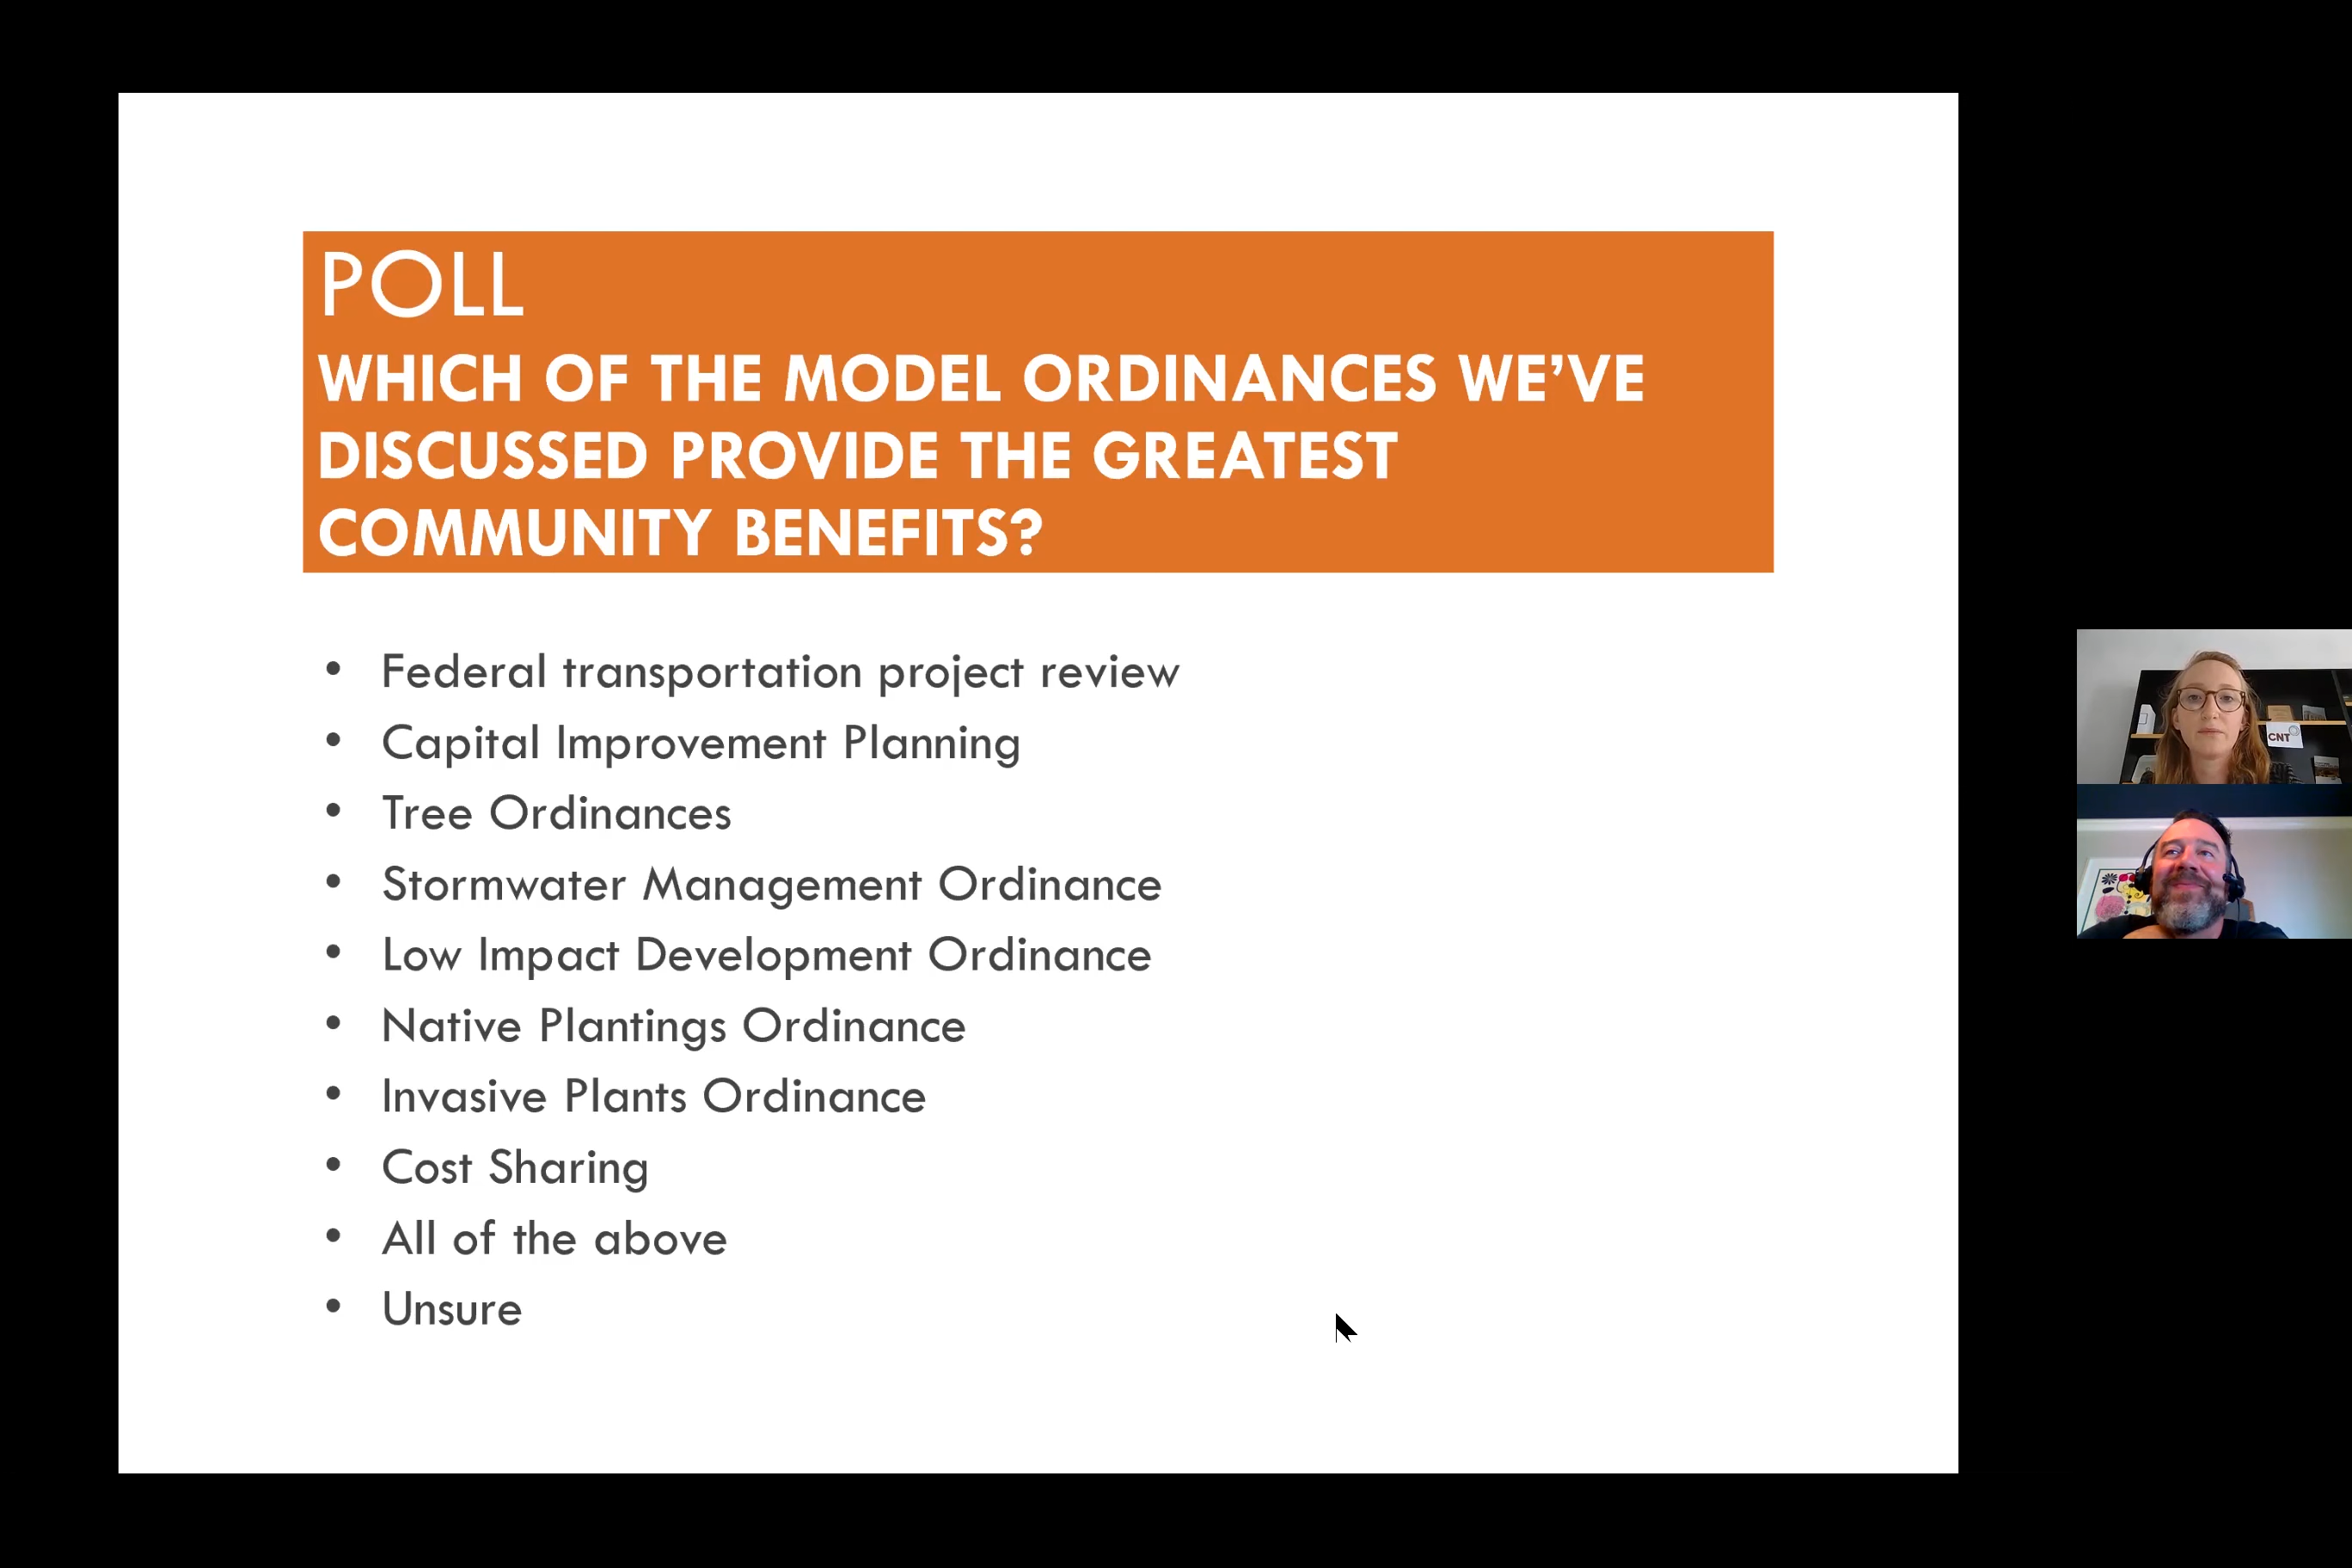 POLL
WHICH OF THE MODEL ORDINANCES WE’VE
DISCUSSED PROVIDE THE GREATEST
COMMUNITY BENEFITS?
• Federal transportation project review
• Capital Improvement Planning
• Tree Ordinances
• Stormwater Management Ordinance
• Low Impact Development Ordinance
• Native Plantings Ordinance
• Invasive Plants Ordinance
• Cost Sharing
• All of the above
• Unsure
CNT